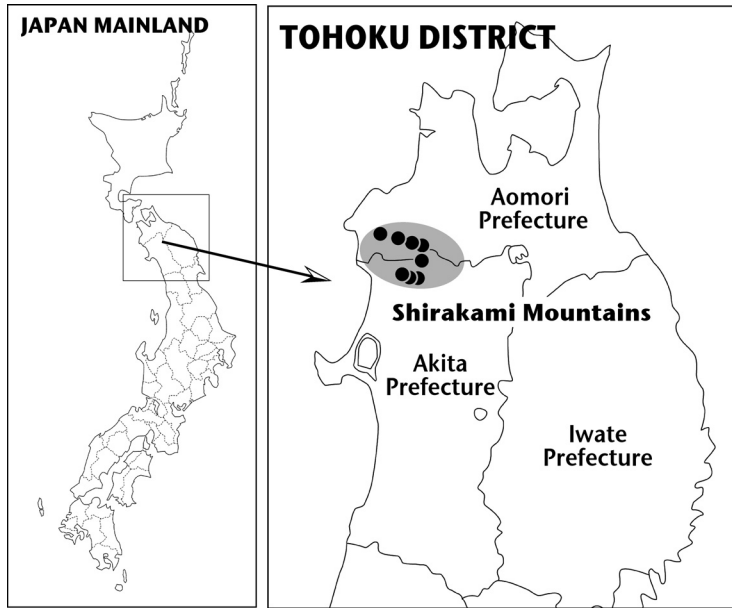 JAPAN MAINLAND
TOHOKU DISTRICT
Aomori
Prefecture
Shirakami Mountains
Akita
Prefecture
Iwate
Prefecture